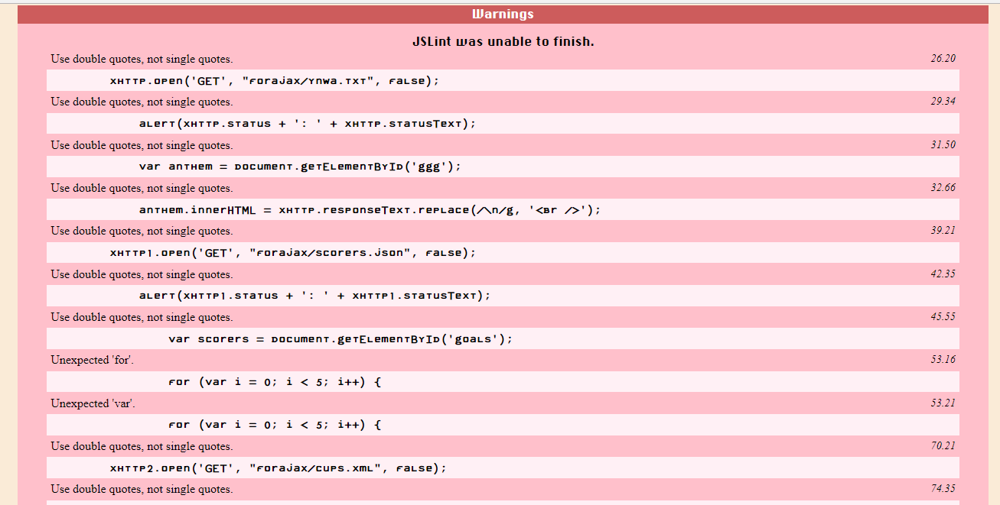 Warnings
JSLint was unable to finish.
Use double quotes, not single quotes. 26.20
xhttp.open('GET', "forajax/ynwa.txt", false);
Use double quotes, not single quotes. 29.34
alert(xhttp.status + ': ' + xhttp.statusText);
Use double quotes, not single quotes. 31.50
var anthem = document.getElementById('ggg');
Use double quotes, not single quotes. 32.66
anthem.innerHTML = xhttp.responseText.replace(/\n/g, '<br />');
Use double quotes, not single quotes. 39.21
xhttp1.open('GET', "forajax/scorers.json", false);
Use double quotes, not single quotes. 42.35
alert(xhttp1.status + ': ' + xhttp1.statusText);
Use double quotes, not single quotes. 45.55
var scorers = document.getElementById('goals');
Unexpected 'for'. 53.16
for (var i = 0; i < 5; i++) {
Unexpected 'var'. 53.21
for (var i = 0; i < 5; i++) {
Use double quotes, not single quotes. 70.21
xhttp2.open('GET', "forajax/cups.xml", false);
Use double quotes, not single quotes. 74.35